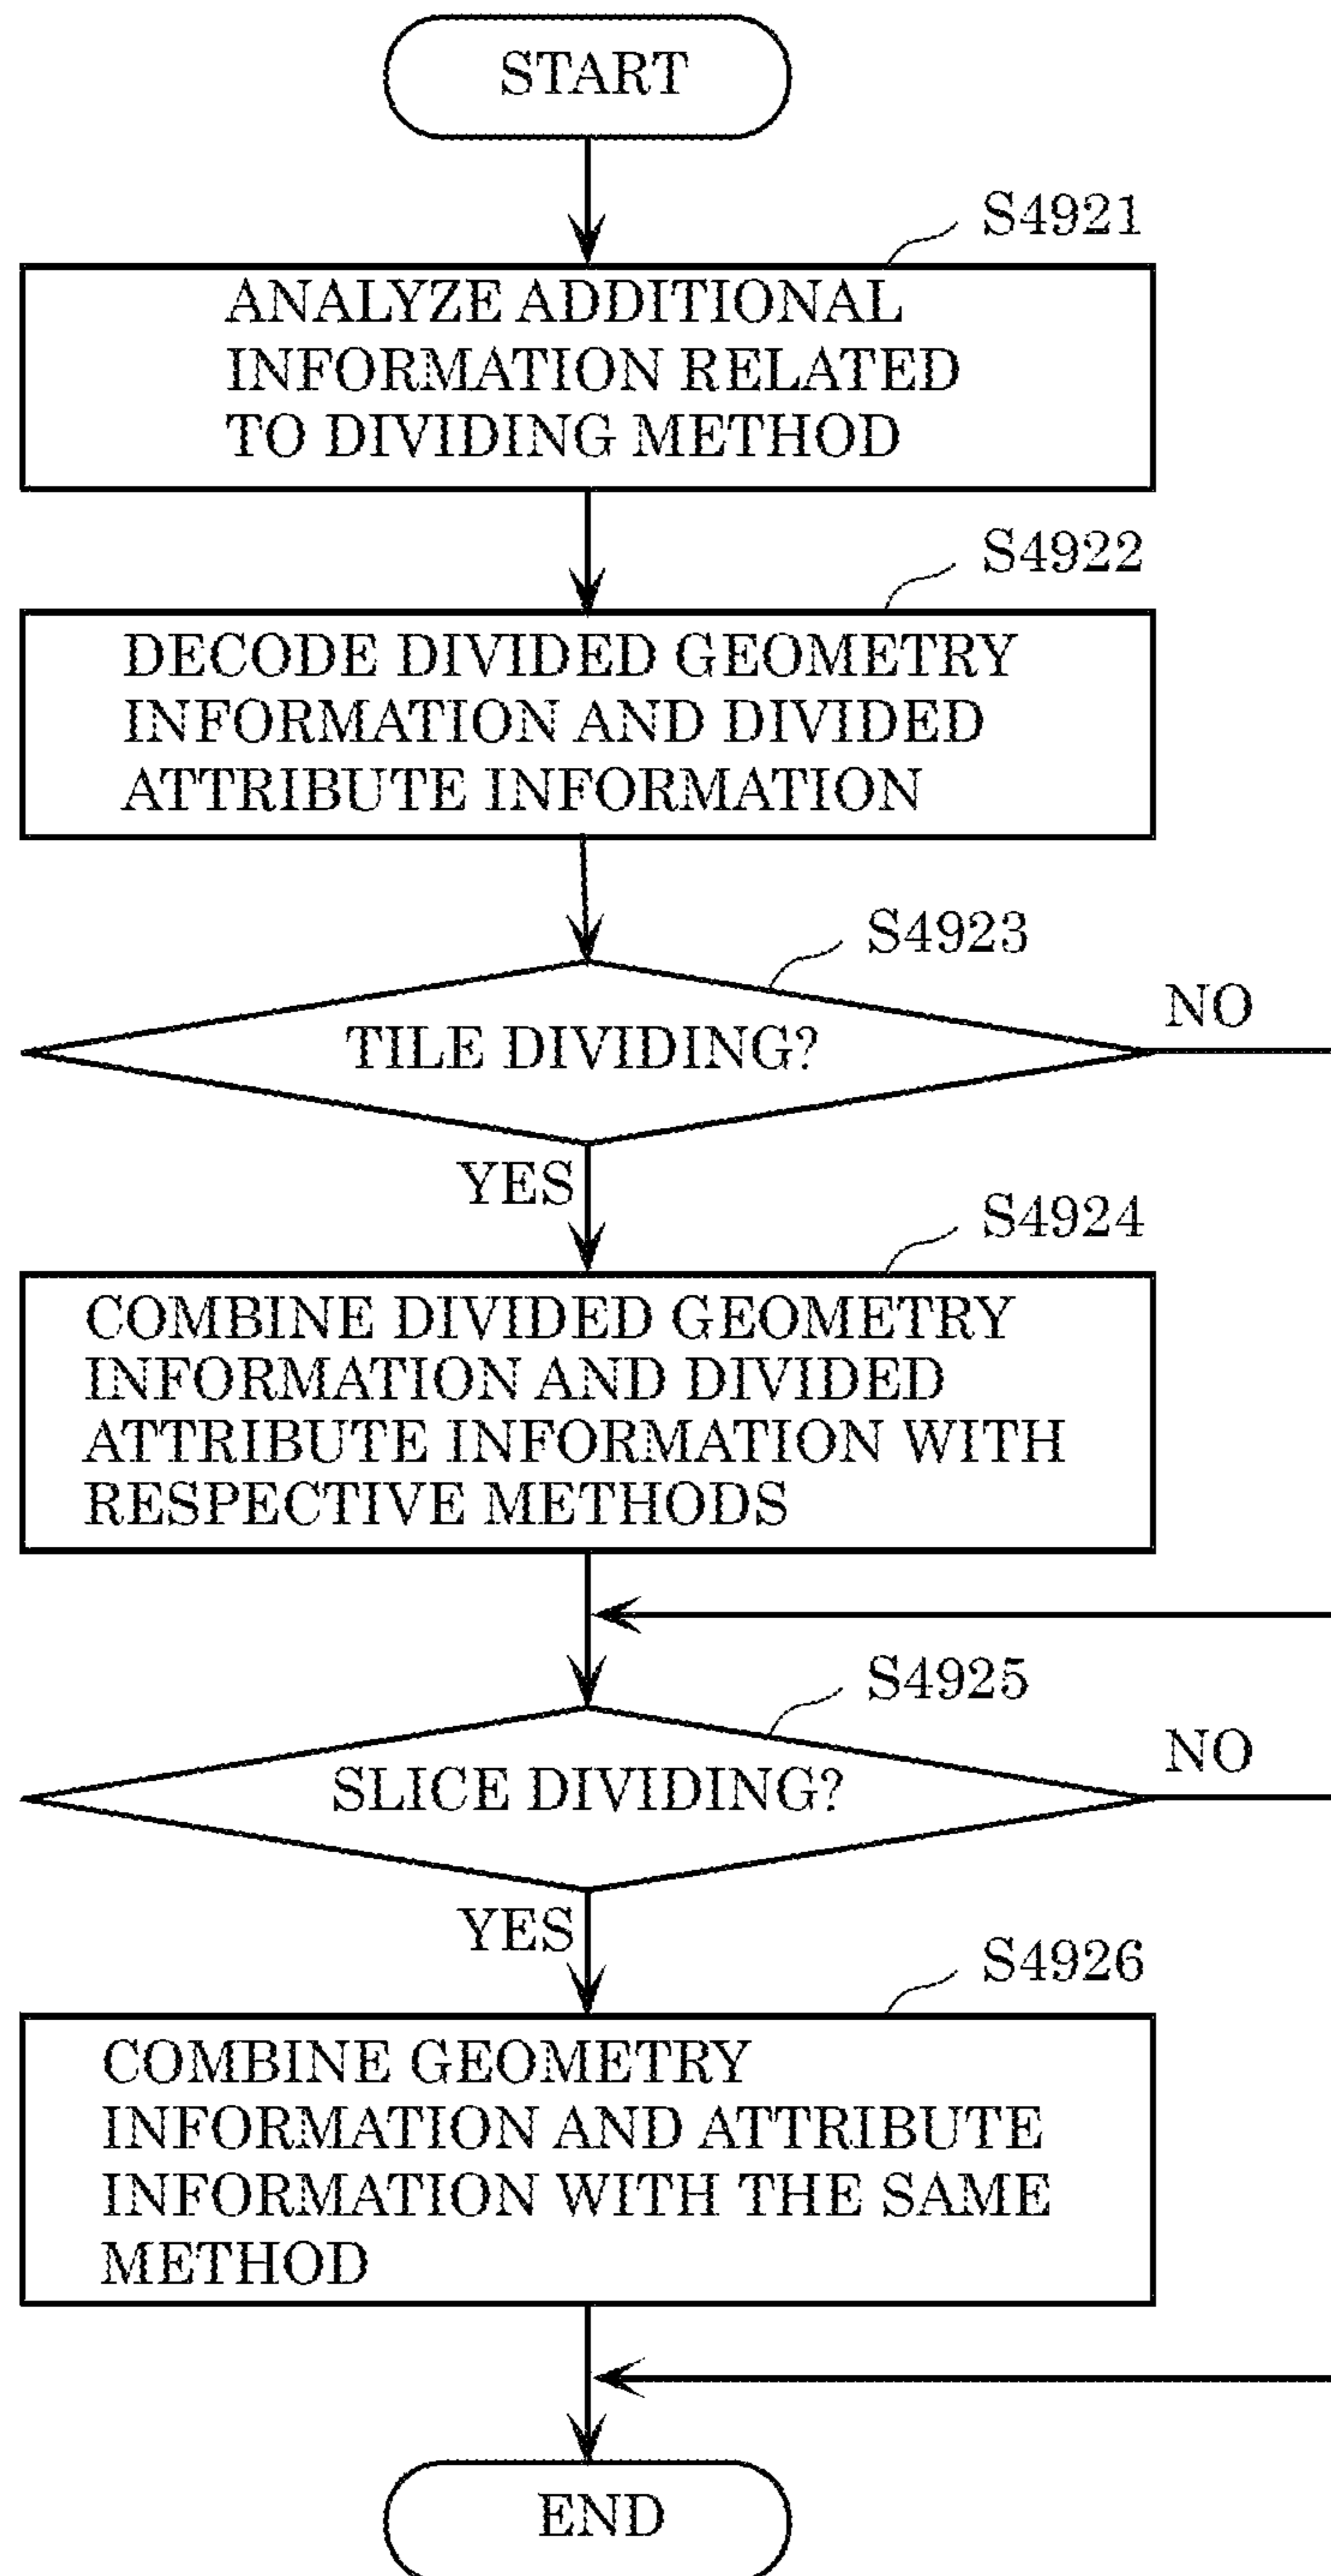 START
S4921
ANALYZE ADDITIONAL
INFORMATION RELATED
TO DIVIDING METHOD
S4922
DECODE DIVIDED GEOMETRY
INFORMATION AND DIVIDED
ATTRIBUTE INFORMATION
S4923
TILE DIVIDING?
NO
YES
S4924
COMBINE DIVIDED GEOMETRY
INFORMATION AND DIVIDED
ATTRIBUTE INFORMATION WITH
RESPECTIVE METHODS
S4925
SLICE DIVIDING?
NO
YES
S4926
COMBINE GEOMETRY
INFORMATION AND ATTRIBUTE
INFORMATION WITH THE SAME
METHOD
END